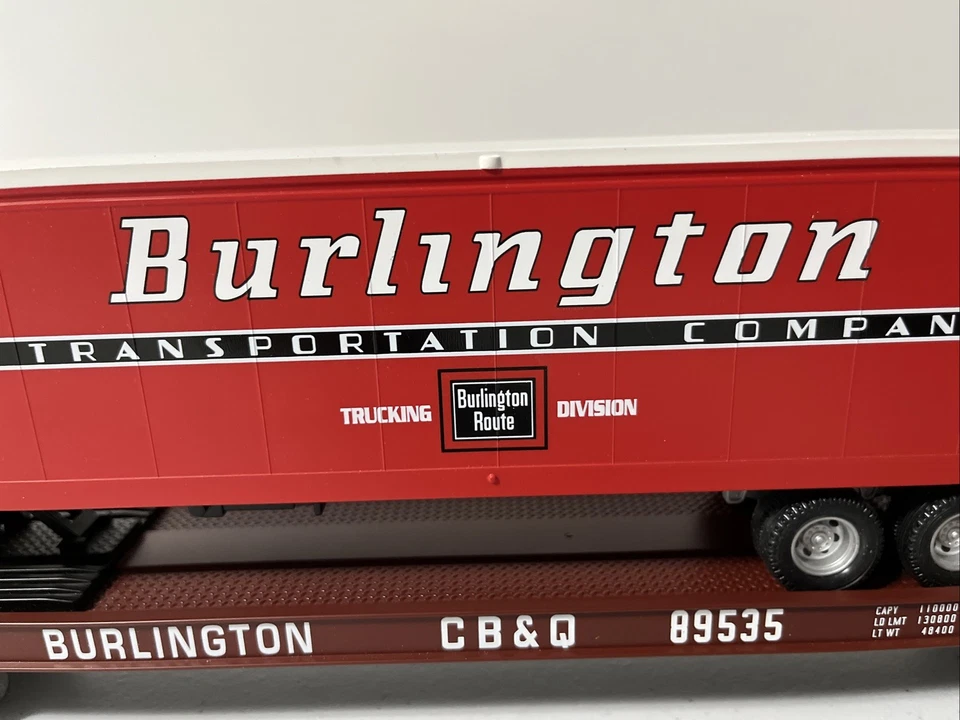 Burlington
TRANSPORTATION COMPAN
TRUCKING Burlington Route DIVISION
BURLINGTON CB&Q 89535
CAPY 110000
LD LMT 130800
LT WT 48400